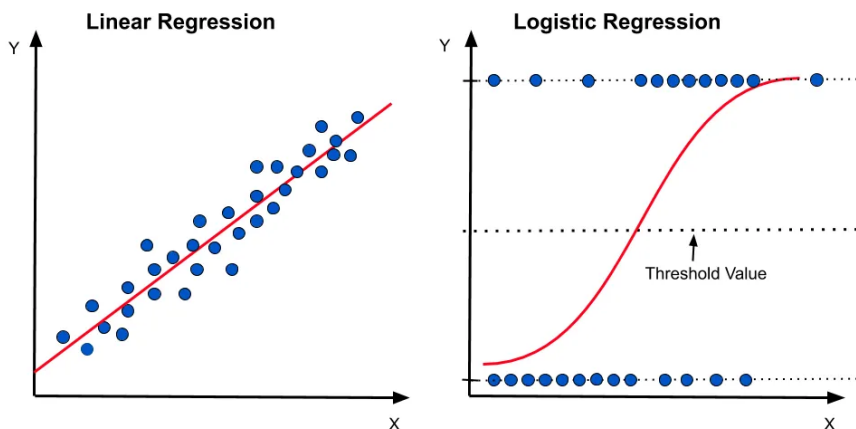 Linear Regression
Y
X
Logistic Regression
Y
Threshold Value
X